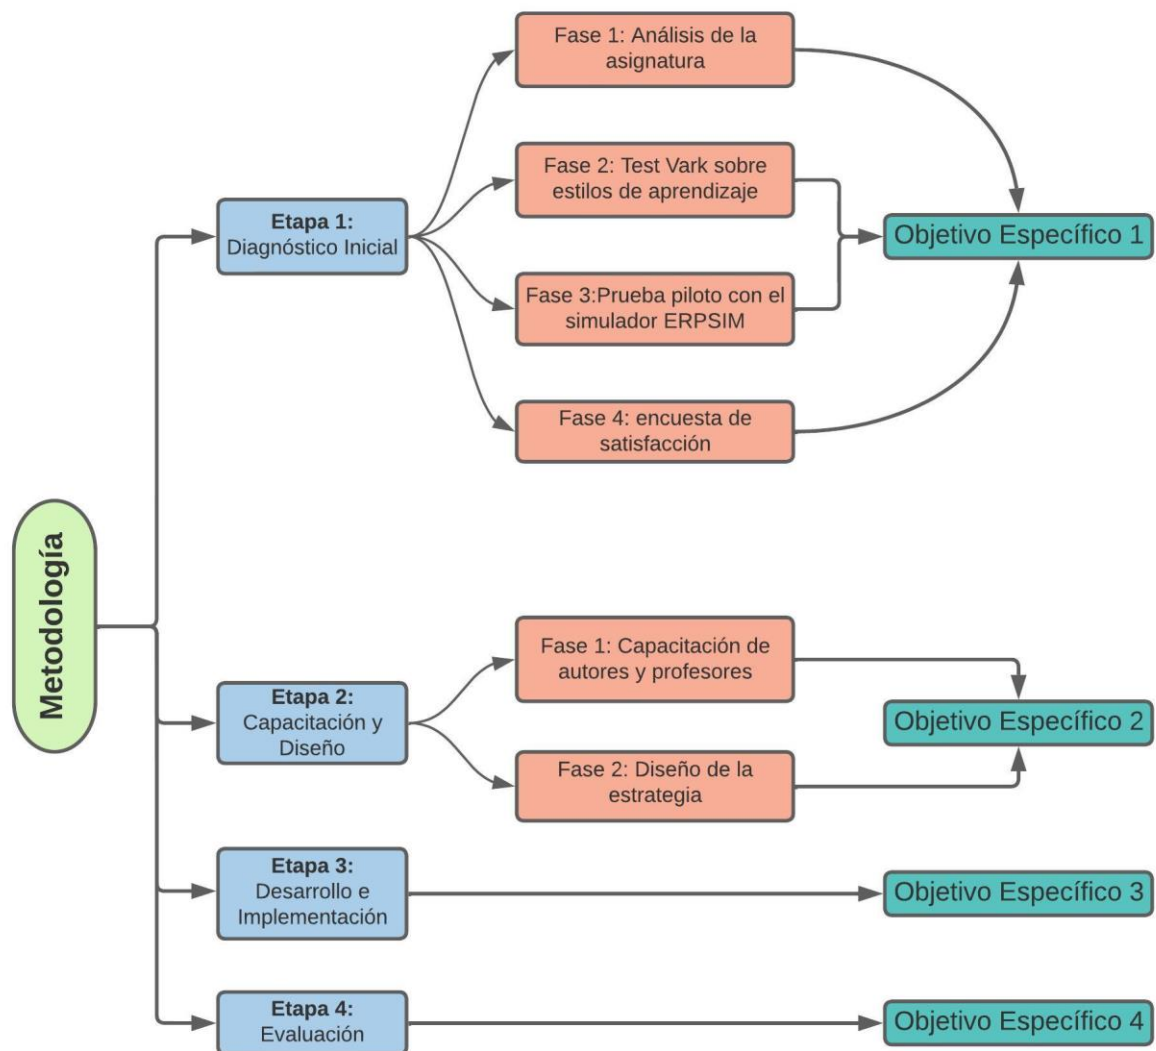 Metodología
Etapa 1:
Diagnóstico Inicial
Fase 1: Análisis de la
asignatura
Fase 2: Test Vark sobre
estilos de aprendizaje
Fase 3:Prueba piloto con el
simulador ERPSIM
Fase 4: encuesta de
satisfacción
Objetivo Específico 1
Etapa 2:
Capacitación y
Diseño
Fase 1: Capacitación de
autores y profesores
Fase 2: Diseño de la
estrategia
Objetivo Específico 2
Etapa 3:
Desarrollo e
Implementación
Objetivo Específico 3
Etapa 4:
Evaluación
Objetivo Específico 4